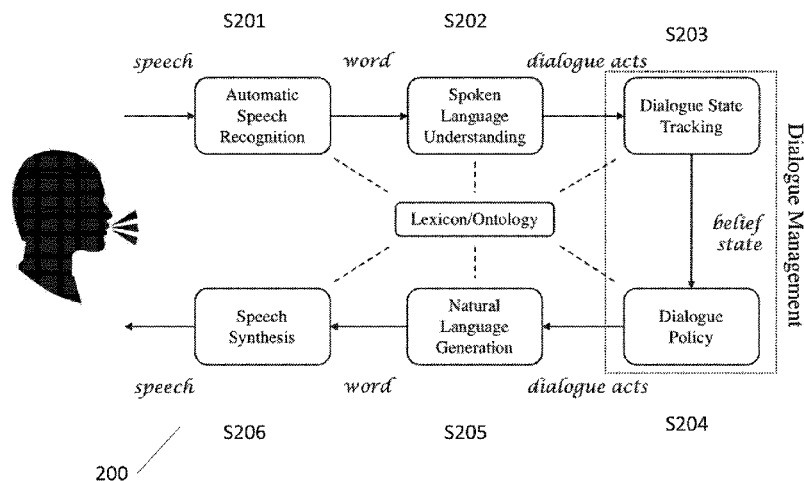 S201
S202
S203
speech
word
dialogue acts
Automatic
Speech
Recognition
Spoken
Language
Understanding
Dialogue State
Tracking
Dialogue Management
Lexicon/Ontology
belief
state
Speech
Synthesis
Natural
Language
Generation
Dialogue
Policy
speech
word
dialogue acts
S206
S205
S204
200